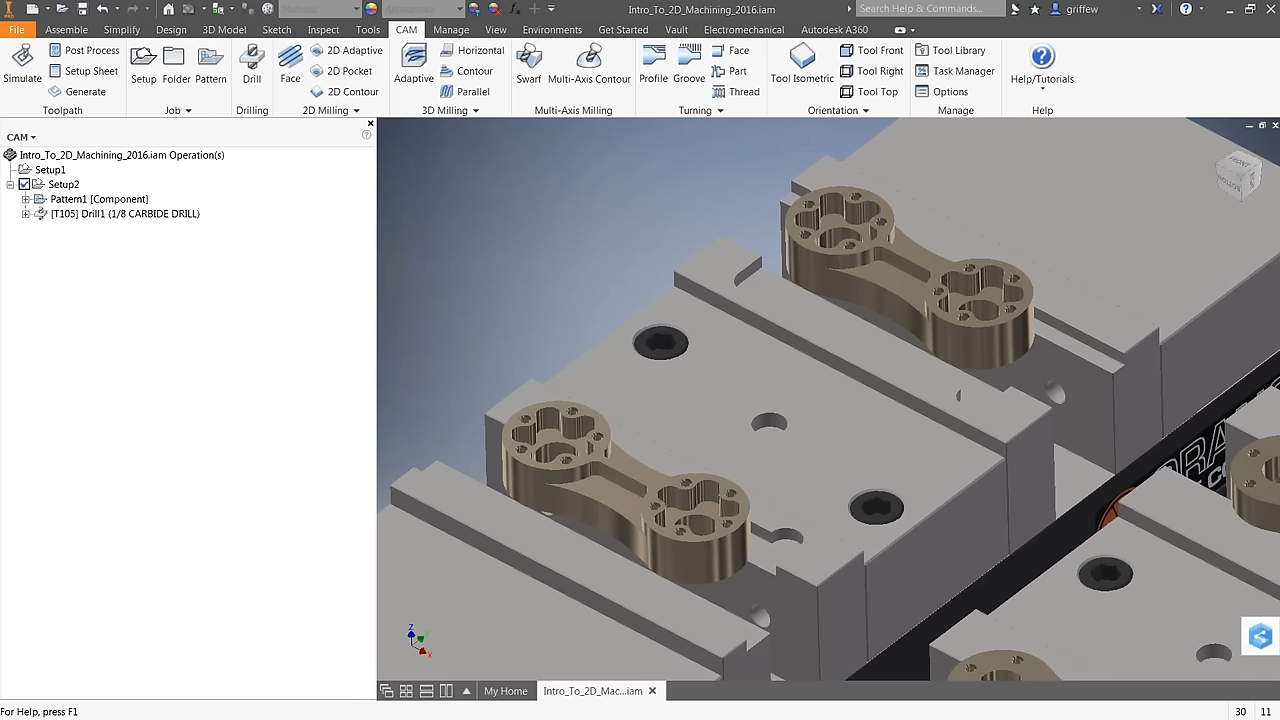 Material
Appearance
Intro_To_2D_Machining_2016.iam
Search Help & Commands...
griffew
File Assemble Simplify Design 3D Model Sketch Inspect Tools CAM Manage View Environments Get Started Vault Electromechanical Autodesk A360
Simulate
Post Process
Setup Sheet
Generate
Toolpath
Setup Folder Pattern
Job
Drill
Drilling
Face
2D Adaptive
2D Pocket
2D Contour
2D Milling
Adaptive
Horizontal
Contour
Parallel
3D Milling
Swarf Multi-Axis Contour
Multi-Axis Milling
Profile Groove
Face
Part
Thread
Turning
Tool Isometric
Tool Front
Tool Right
Tool Top
Orientation
Tool Library
Task Manager
Options
Manage
Help/Tutorials
Help
CAM
Intro_To_2D_Machining_2016.iam Operation(s)
Setup1
Setup2
Pattern1 [Component]
[T105] Drill1 (1/8 CARBIDE DRILL)
FRONT
BOTTOM
Z
X
My Home
Intro_To_2D_Mac...iam
For Help, press F1
30 11